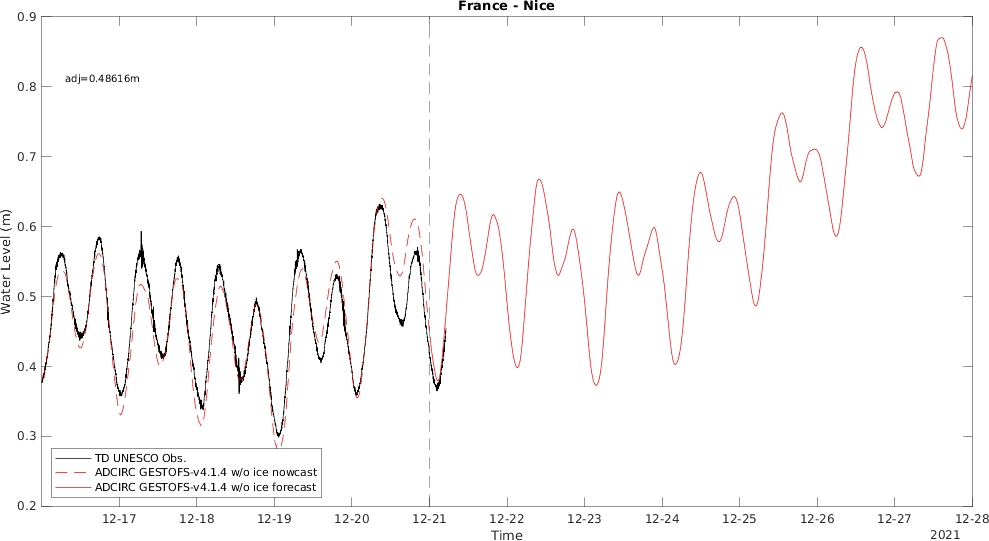 France - Nice
adj=0.48616m
Water Level (m)
0.9
0.8
0.7
0.6
0.5
0.4
0.3
0.2
TD UNESCO Obs.
ADCIRC GESTOFS-v4.1.4 w/o ice nowcast
ADCIRC GESTOFS-v4.1.4 w/o ice forecast
12-17 12-18 12-19 12-20 12-21 12-22 12-23 12-24 12-25 12-26 12-27 12-28
Time
2021